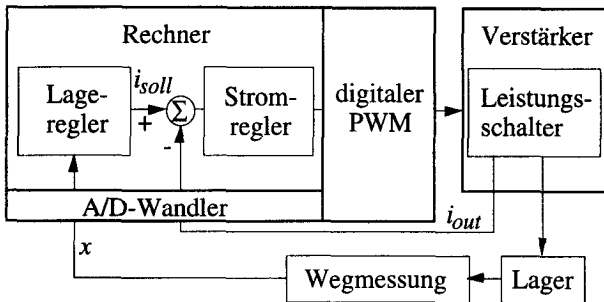 Rechner
Verstärker
Lage-
regler
i_soll
+
Σ
-
Strom-
regler
digitaler
PWM
Leistungs-
schalter
A/D-Wandler
i_out
x
Wegmessung
Lager